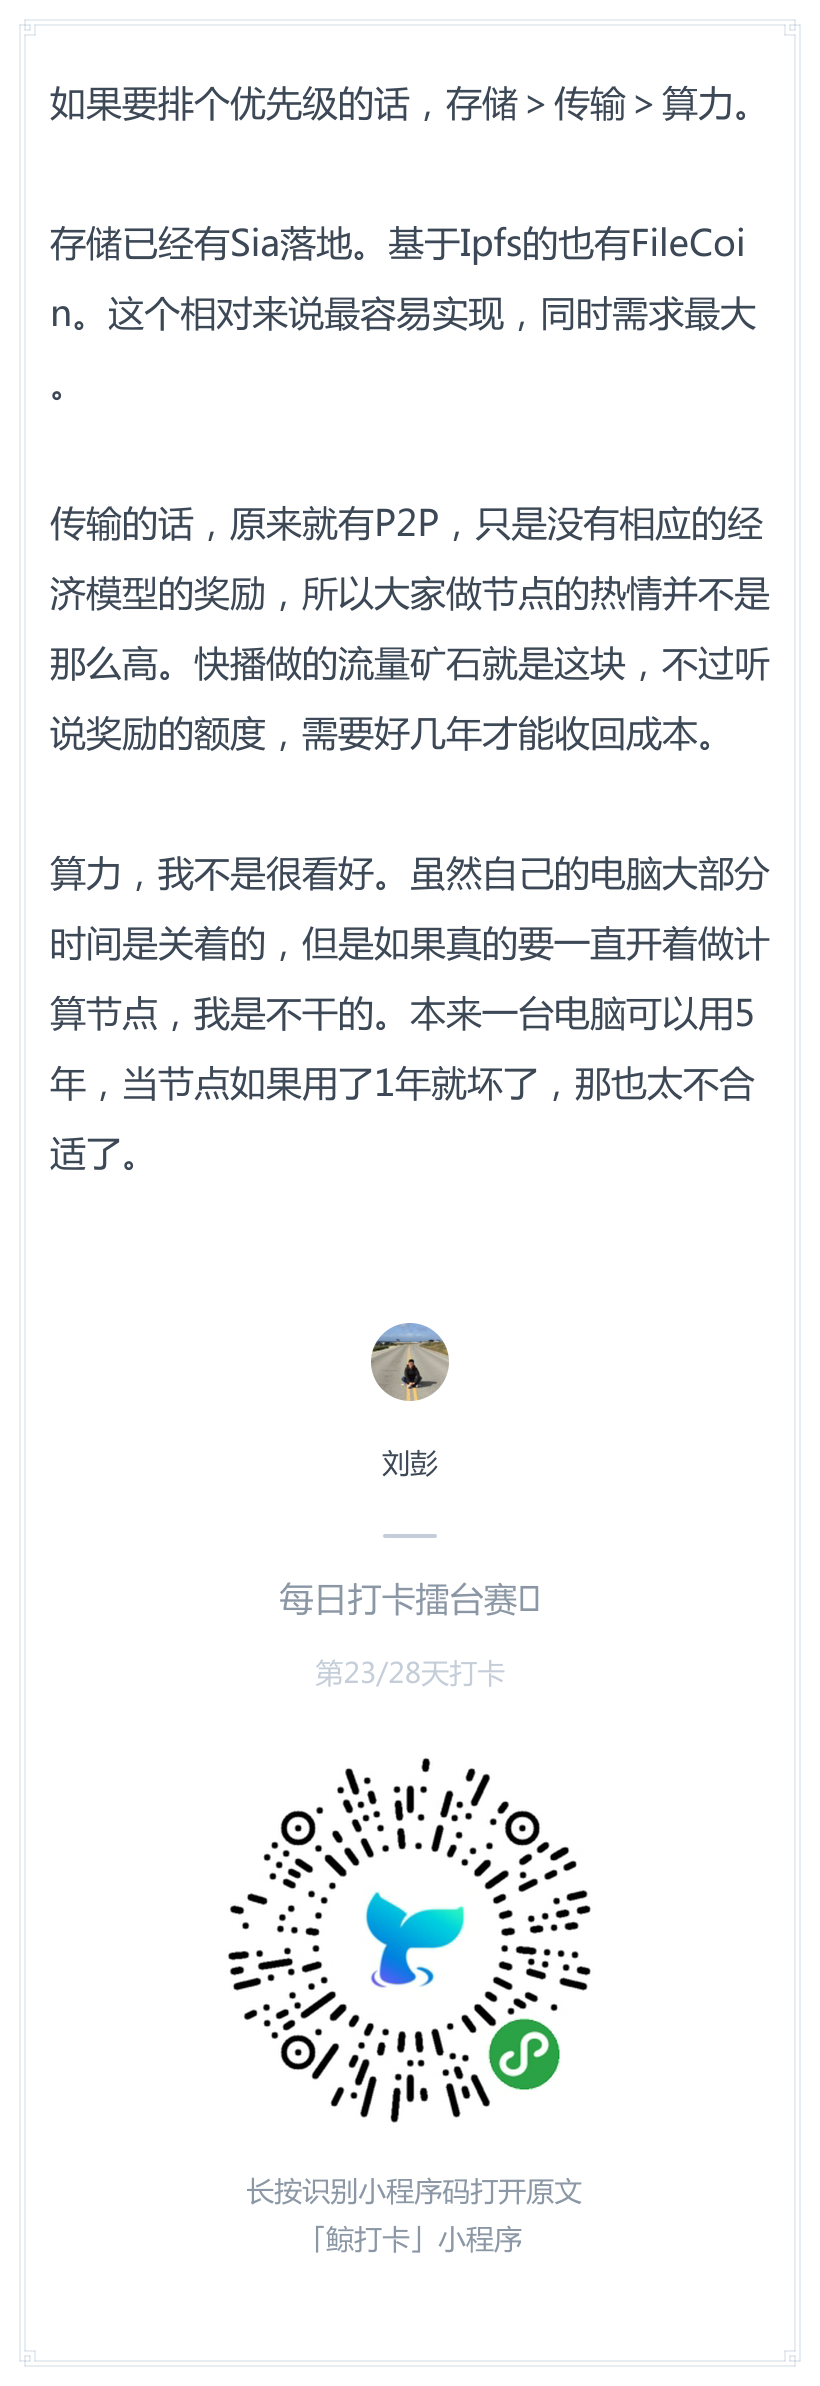 如果要排个优先级的话，存储＞传输＞算力。
存储已经有Sia落地。基于Ipfs的也有FileCoi
n。这个相对来说最容易实现，同时需求最大
。
传输的话，原来就有P2P，只是没有相应的经
济模型的奖励，所以大家做节点的热情并不是
那么高。快播做的流量矿石就是这块，不过听
说奖励的额度，需要好几年才能收回成本。
算力，我不是很看好。虽然自己的电脑大部分
时间是关着的，但是如果真的要一直开着做计
算节点，我是不干的。本来一台电脑可以用5
年，当节点如果用了1年就坏了，那也太不合
适了。
刘彭
每日打卡擂台赛
第23/28天打卡
长按识别小程序码打开原文
「鲸打卡」小程序